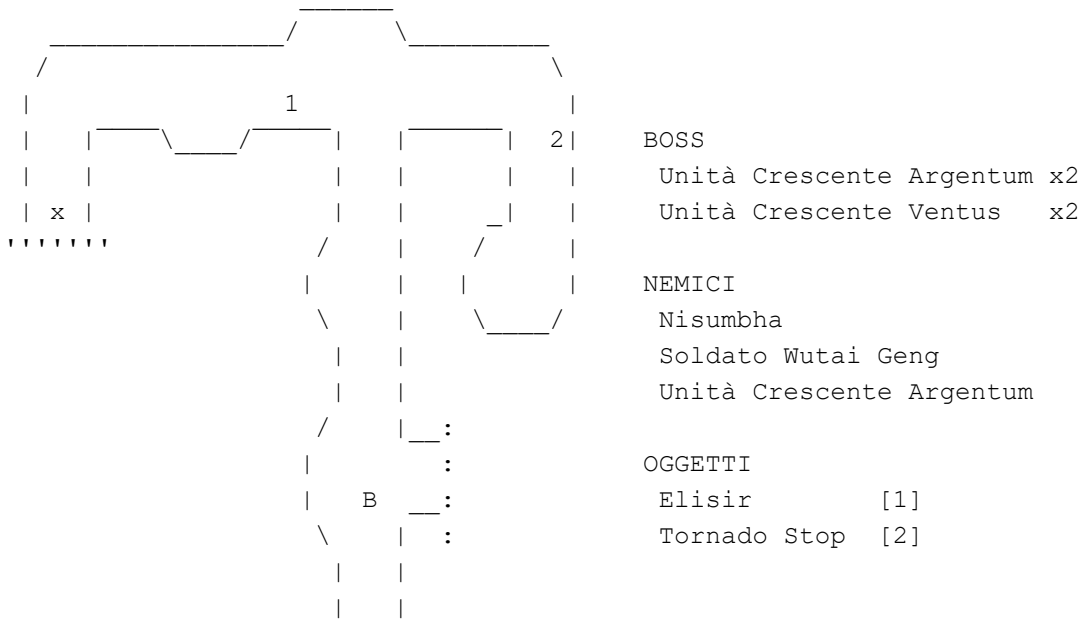 1
2
x
B
BOSS
Unità Crescente Argentum x2
Unità Crescente Ventus x2
NEMICI
Nisumbha
Soldato Wutai Geng
Unità Crescente Argentum
OGGETTI
Elisir [1]
Tornado Stop [2]